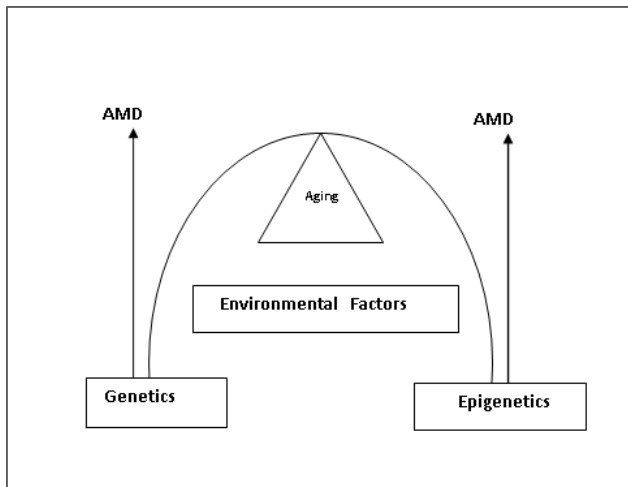 AMD
AMD
Aging
Environmental Factors
Genetics
Epigenetics